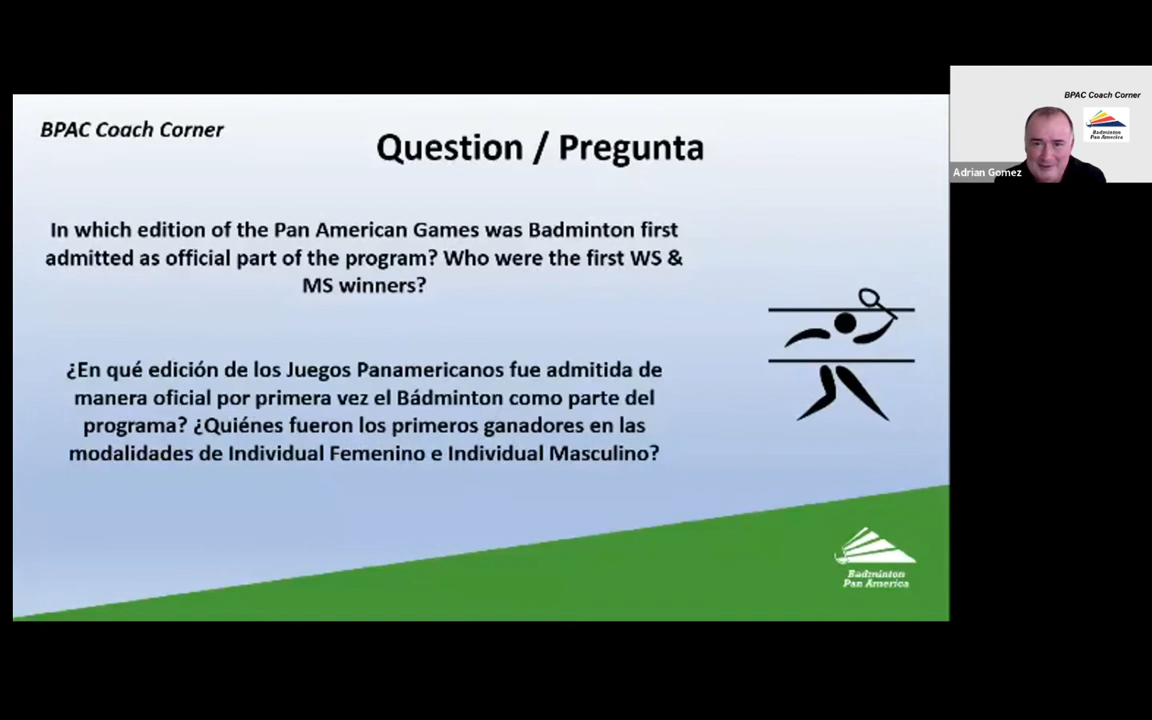 BPAC Coach Corner
Question / Pregunta
In which edition of the Pan American Games was Badminton first
admitted as official part of the program? Who were the first WS &
MS winners?
¿En qué edición de los Juegos Panamericanos fue admitida de
manera oficial por primera vez el Bádminton como parte del
programa? ¿Quiénes fueron los primeros ganadores en las
modalidades de Individual Femenino e Individual Masculino?
Badminton
Pan America
BPAC Coach Corner
Badminton
Pan America
Adrian Gomez